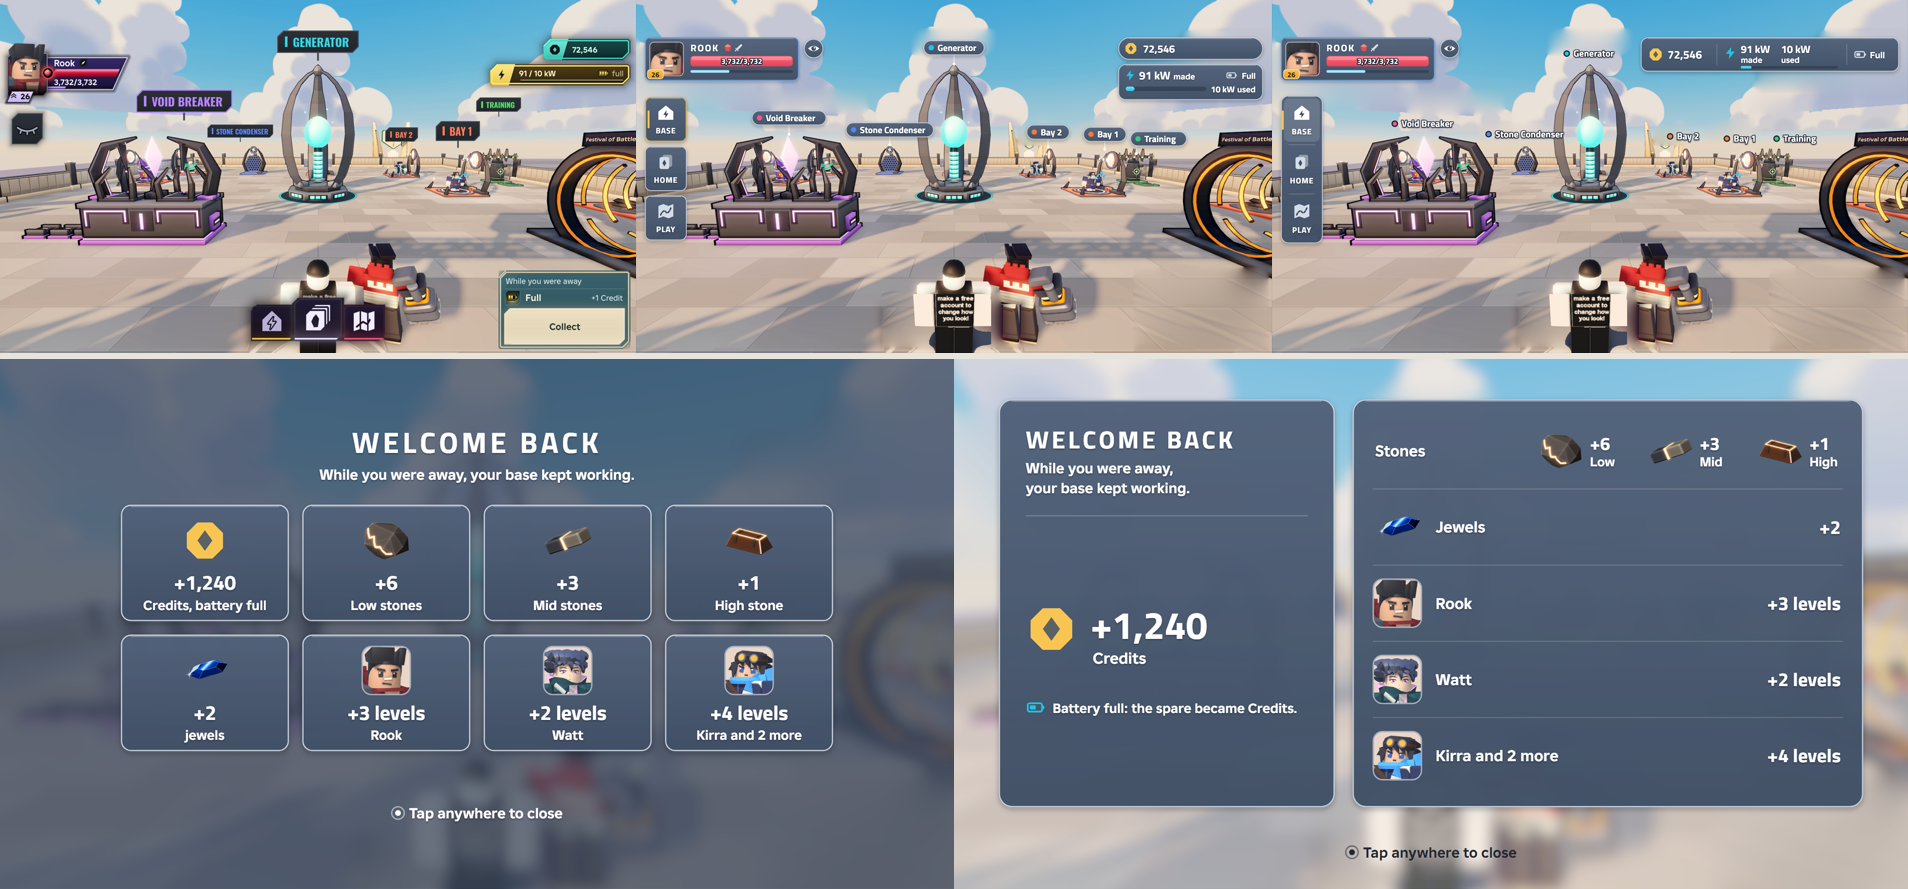 GENERATOR
72,546
Rook
91 / 10 kW
full
3,732/3,732
26
VOID BREAKER
TRAINING
STONE CONDENSER
BAY 2
BAY 1
Festival of Battle
While you were away
Full
+1 Credit
Collect
make a free
ROOK
3,732/3,732
26
Generator
72,546
91 kW made
Full
10 kW used
BASE
HOME
PLAY
Void Breaker
Stone Condenser
Bay 2
Bay 1
Training
Festival of Battle
make a free
account to
change how
you look!
ROOK
3,732/3,732
26
Generator
72,546
91 kW
made
10 kW
used
Full
BASE
HOME
PLAY
Void Breaker
Stone Condenser
Bay 2
Bay 1
Training
Festival of Battle
make a free
account to
change how
you look!
WELCOME BACK
While you were away, your base kept working.
+1,240
Credits, battery full
+6
Low stones
+3
Mid stones
+1
High stone
+2
jewels
+3 levels
Rook
+2 levels
Watt
+4 levels
Kirra and 2 more
Tap anywhere to close
WELCOME BACK
While you were away,
your base kept working.
+1,240
Credits
Battery full: the spare became Credits.
Stones
+6
Low
+3
Mid
+1
High
Jewels
+2
Rook
+3 levels
Watt
+2 levels
Kirra and 2 more
+4 levels
Tap anywhere to close